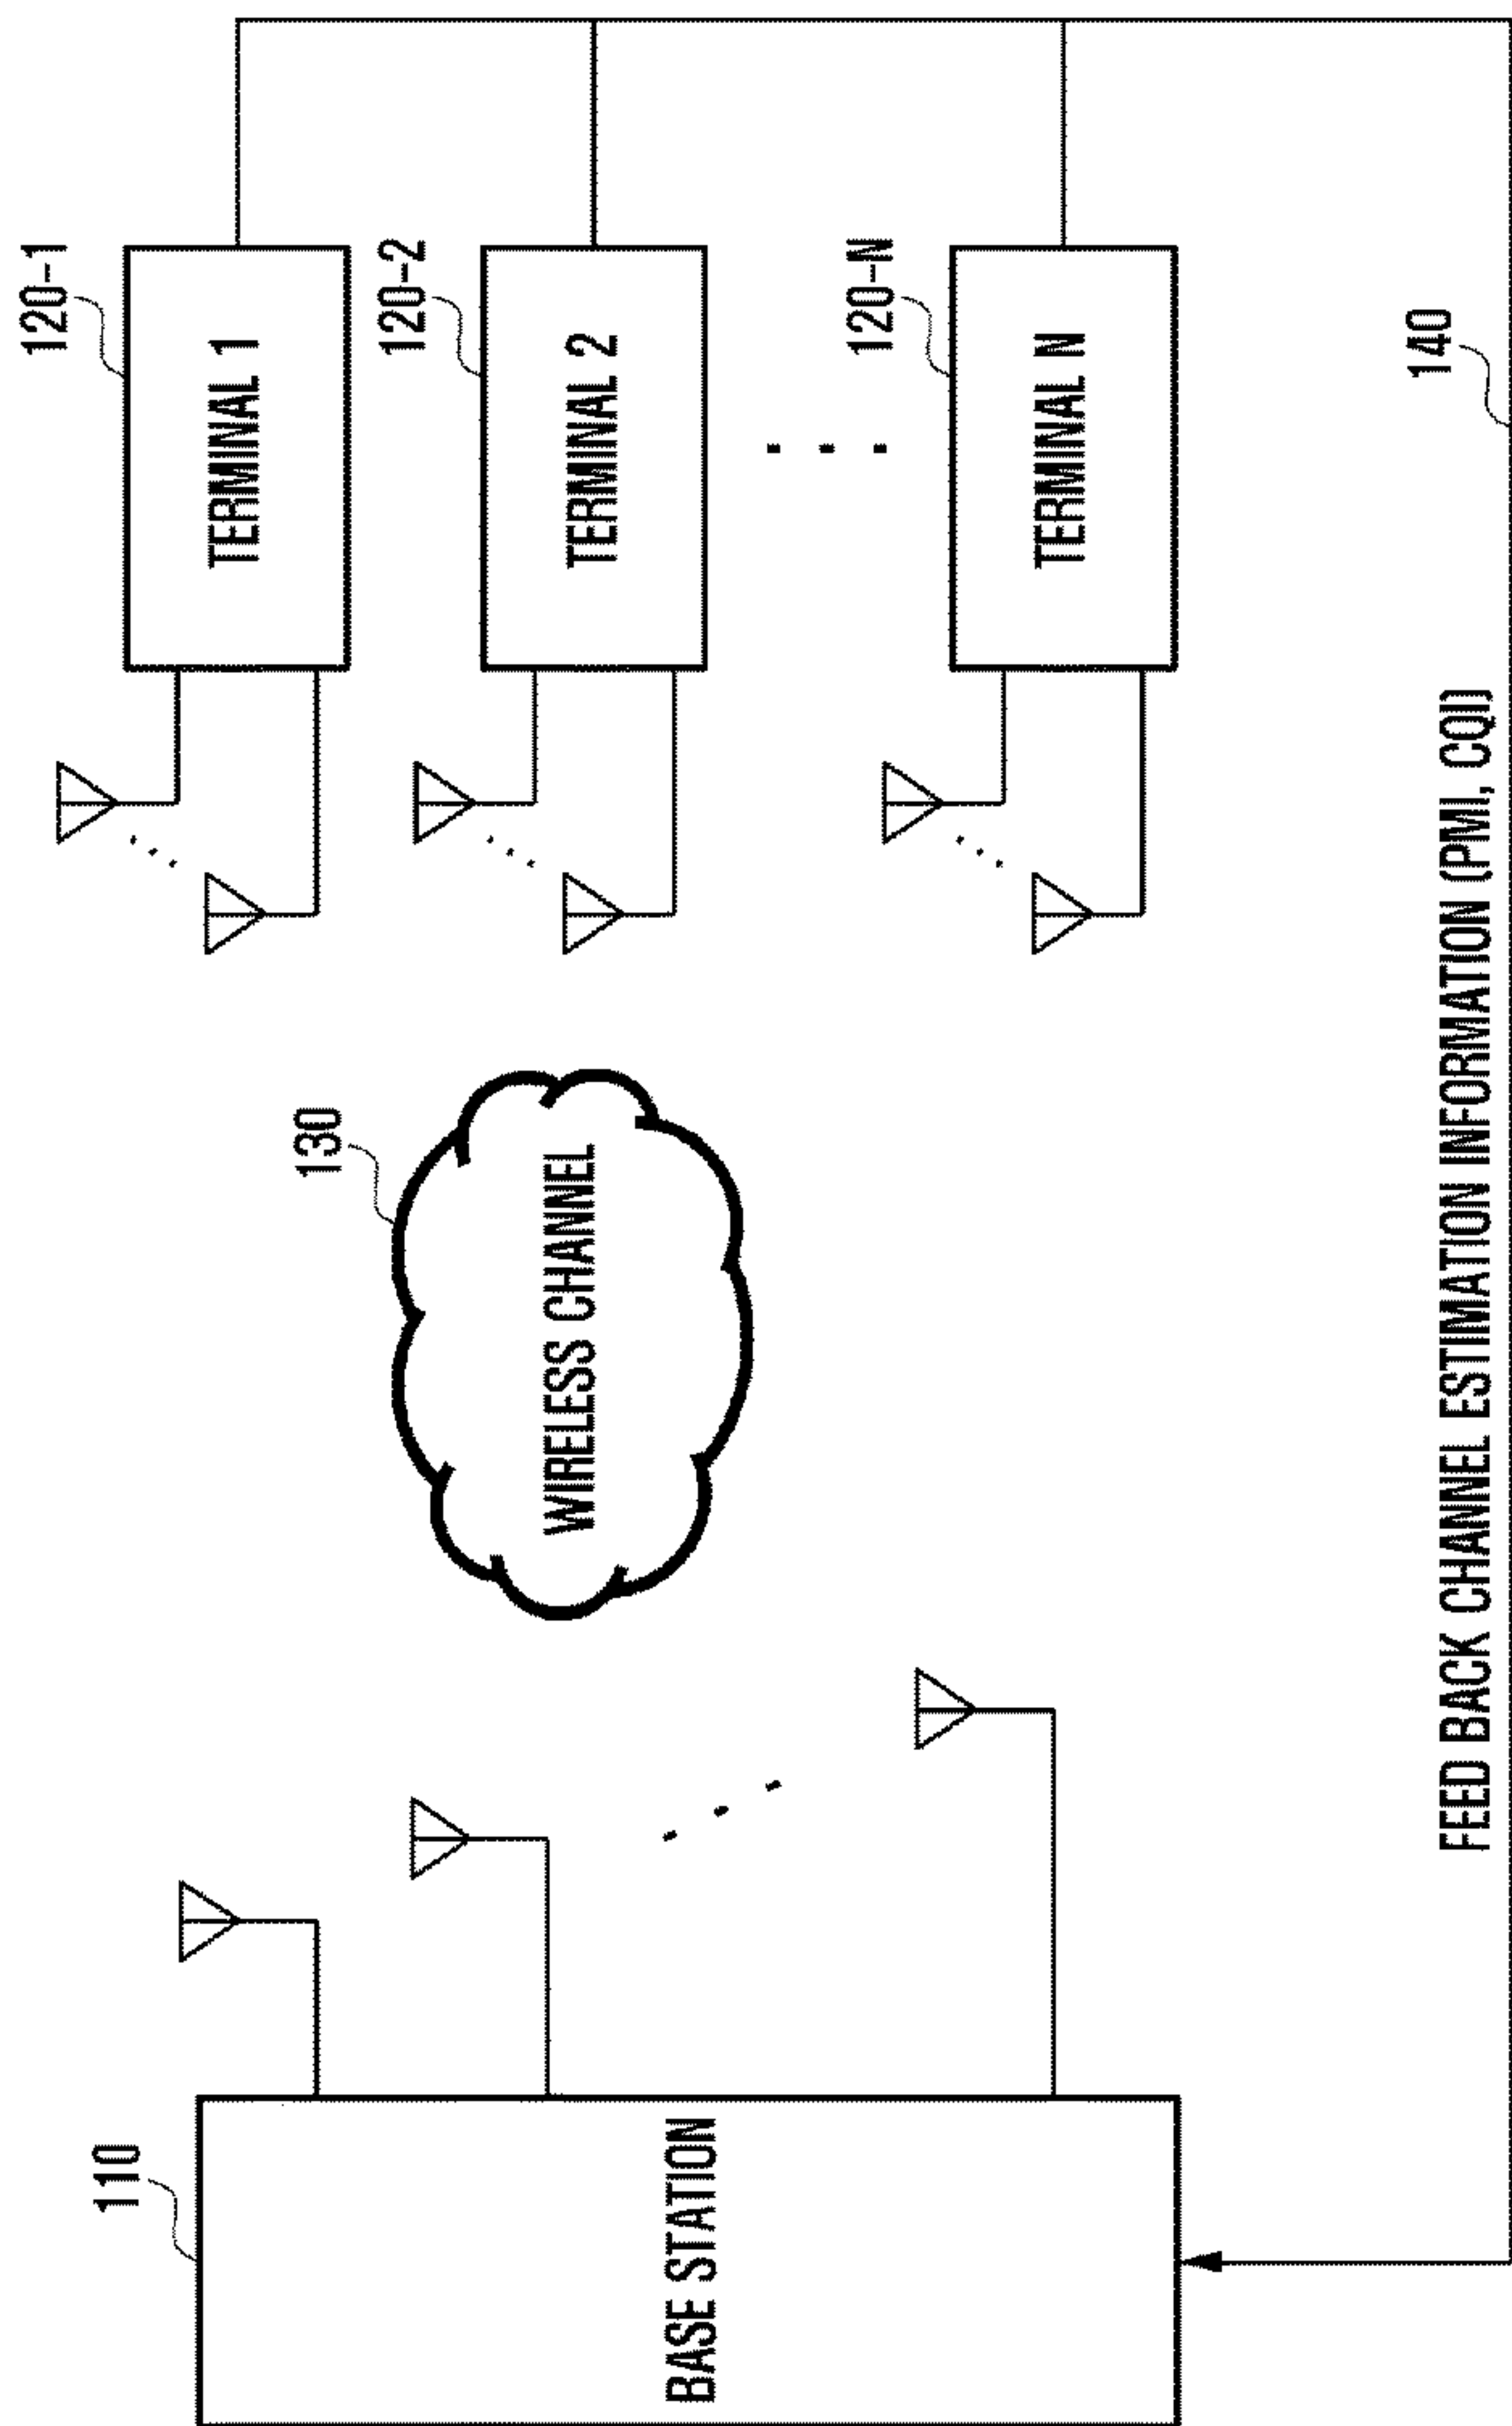 110
BASE STATION
130
WIRELESS CHANNEL
120-1
TERMINAL 1
120-2
TERMINAL 2
120-N
TERMINAL N
140
FEED BACK CHANNEL ESTIMATION INFORMATION (PMI, CQI)